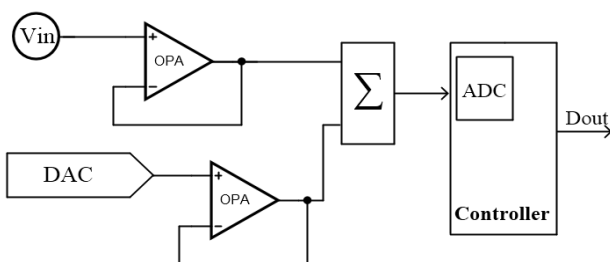 Vin
+
OPA
−
∑
ADC
Dout
Controller
DAC
+
OPA
−